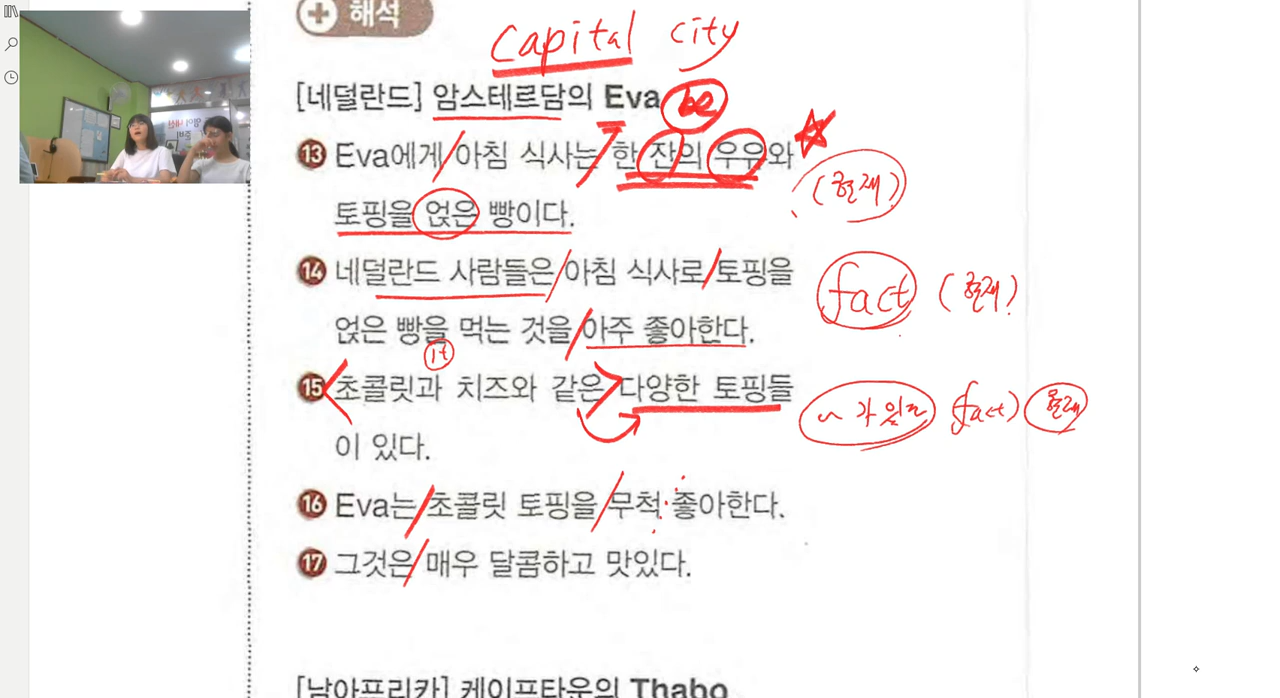 해석
capital city
[네덜란드] 암스테르담의 Eva
be
⑬ Eva에게 아침 식사는 한 잔의 우유와
토핑을 얹은 빵이다.
(현재)
⑭ 네덜란드 사람들은 아침 식사로 토핑을
얹은 빵을 먹는 것을 아주 좋아한다.
fact (현재)
it
⑮ 초콜릿과 치즈와 같은 다양한 토핑들
이 있다.
~가 있다 fact) 현재
⑯ Eva는 초콜릿 토핑을 무척 좋아한다.
⑰ 그것은 매우 달콤하고 맛있다.
[남아프리카] 케이프타운의 Thabo